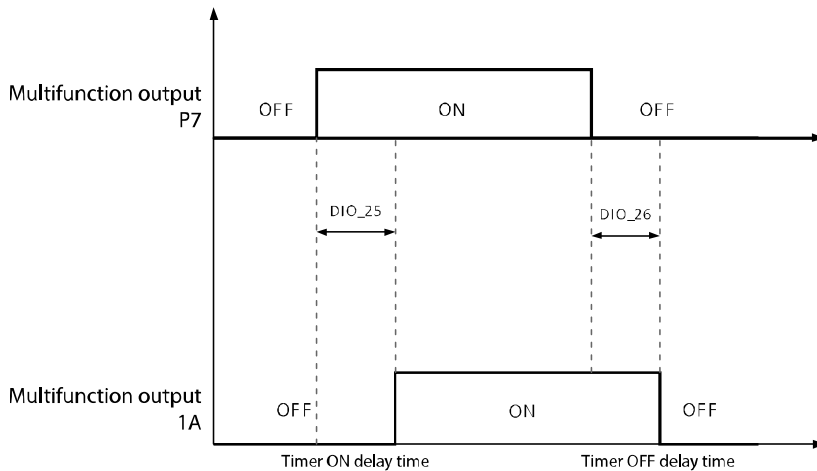 Multifunction output
P7
OFF
ON
OFF
DIO_25
DIO_26
Multifunction output
1A
OFF
ON
OFF
Timer ON delay time
Timer OFF delay time